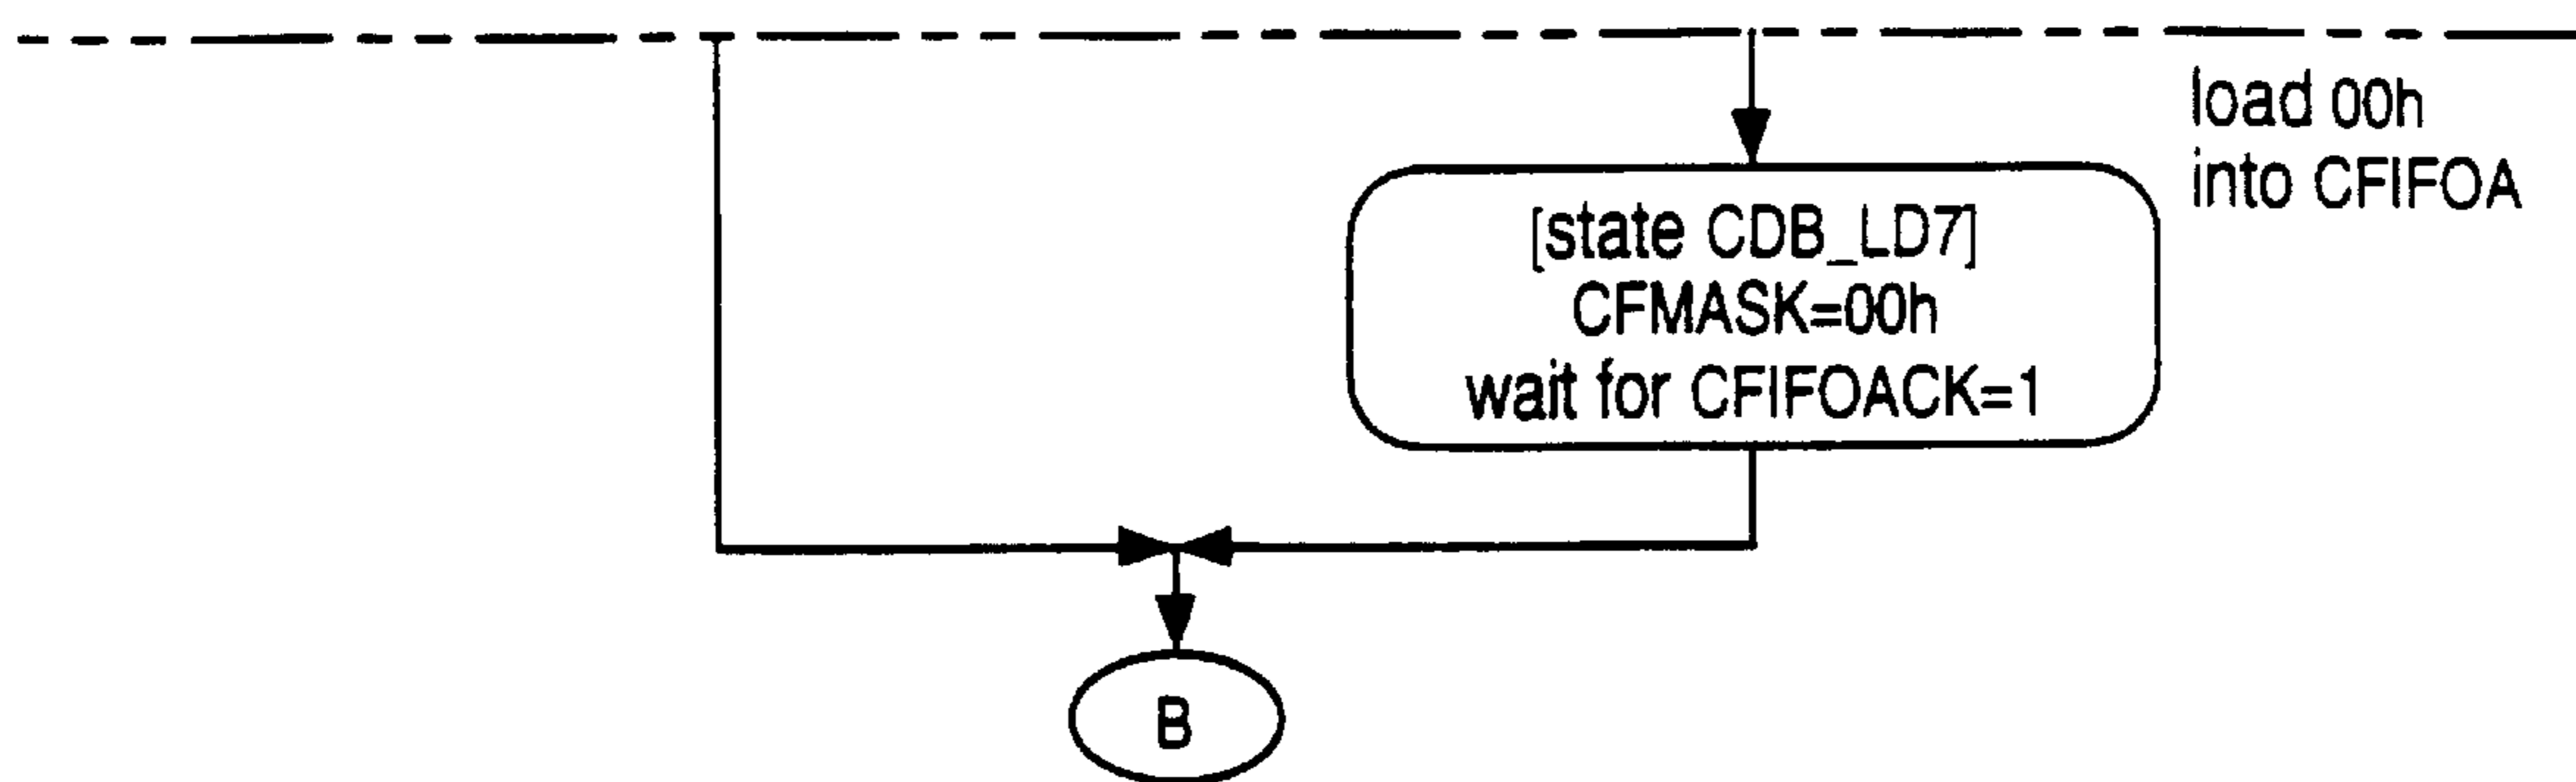 load 00h
into CFIFOA
[state CDB_LD7]
CFMASK=00h
wait for CFIFOACK=1
B